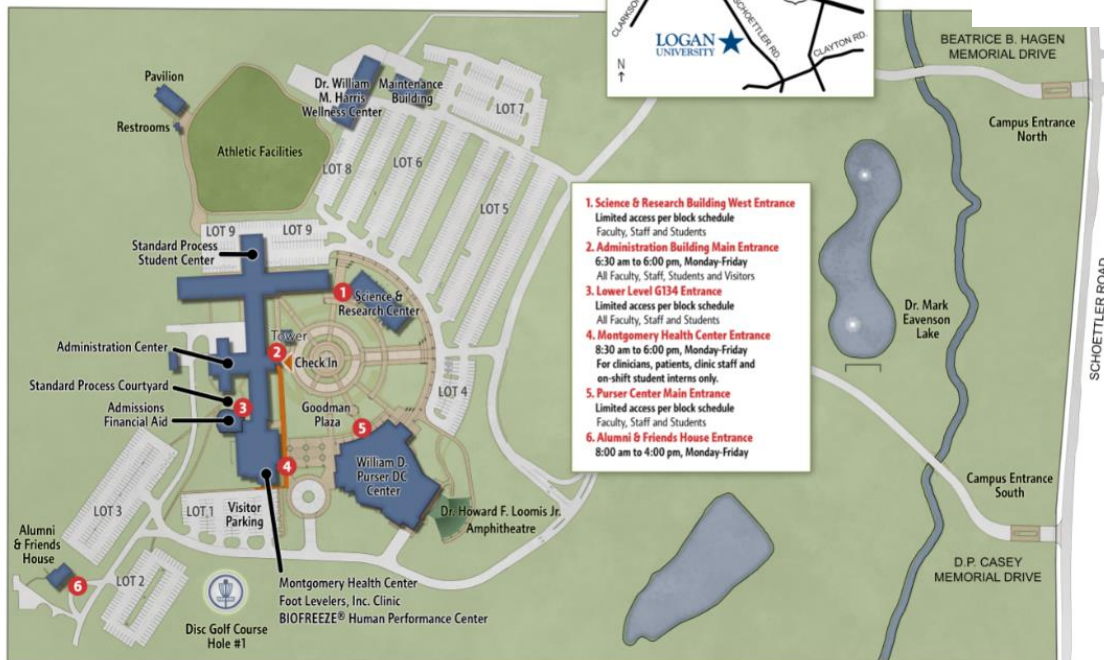 CLARKSON
SCHOETTLER RD.
CLAYTON RD.
LOGAN
UNIVERSITY
N
BEATRICE B. HAGEN
MEMORIAL DRIVE
Campus Entrance
North
Pavilion
Restrooms
Dr. William
M. Harris
Wellness Center
Maintenance
Building
LOT 7
Athletic Facilities
LOT 8
LOT 6
LOT 5
LOT 9
LOT 9
Standard Process
Student Center
1
Science &
Research Center
Tower
2
Check In
Administration Center
Standard Process Courtyard
3
Admissions
Financial Aid
Goodman
Plaza
5
LOT 4
4
William D.
Purser DC
Center
Dr. Howard F. Loomis Jr.
Amphitheatre
LOT 3
LOT 1
Visitor
Parking
Alumni
& Friends
House
6
LOT 2
Disc Golf Course
Hole #1
Montgomery Health Center
Foot Levelers, Inc. Clinic
BIOFREEZE® Human Performance Center
1. Science & Research Building West Entrance
Limited access per block schedule
Faculty, Staff and Students
2. Administration Building Main Entrance
6:30 am to 6:00 pm, Monday-Friday
All Faculty, Staff, Students and Visitors
3. Lower Level G134 Entrance
Limited access per block schedule
All Faculty, Staff and Students
4. Montgomery Health Center Entrance
8:30 am to 6:00 pm, Monday-Friday
For clinicians, patients, clinic staff and
on-shift student interns only.
5. Purser Center Main Entrance
Limited access per block schedule
Faculty, Staff and Students
6. Alumni & Friends House Entrance
8:00 am to 4:00 pm, Monday-Friday
Dr. Mark
Eavenson
Lake
SCHOETTLER ROAD
Campus Entrance
South
D.P. CASEY
MEMORIAL DRIVE